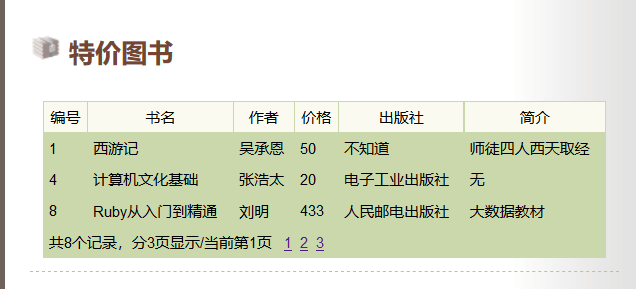 特价图书
编号 书名 作者 价格 出版社 简介
1 西游记 吴承恩 50 不知道 师徒四人西天取经
4 计算机文化基础 张浩太 20 电子工业出版社 无
8 Ruby从入门到精通 刘明 433 人民邮电出版社 大数据教材
共8个记录，分3页显示/当前第1页 1 2 3